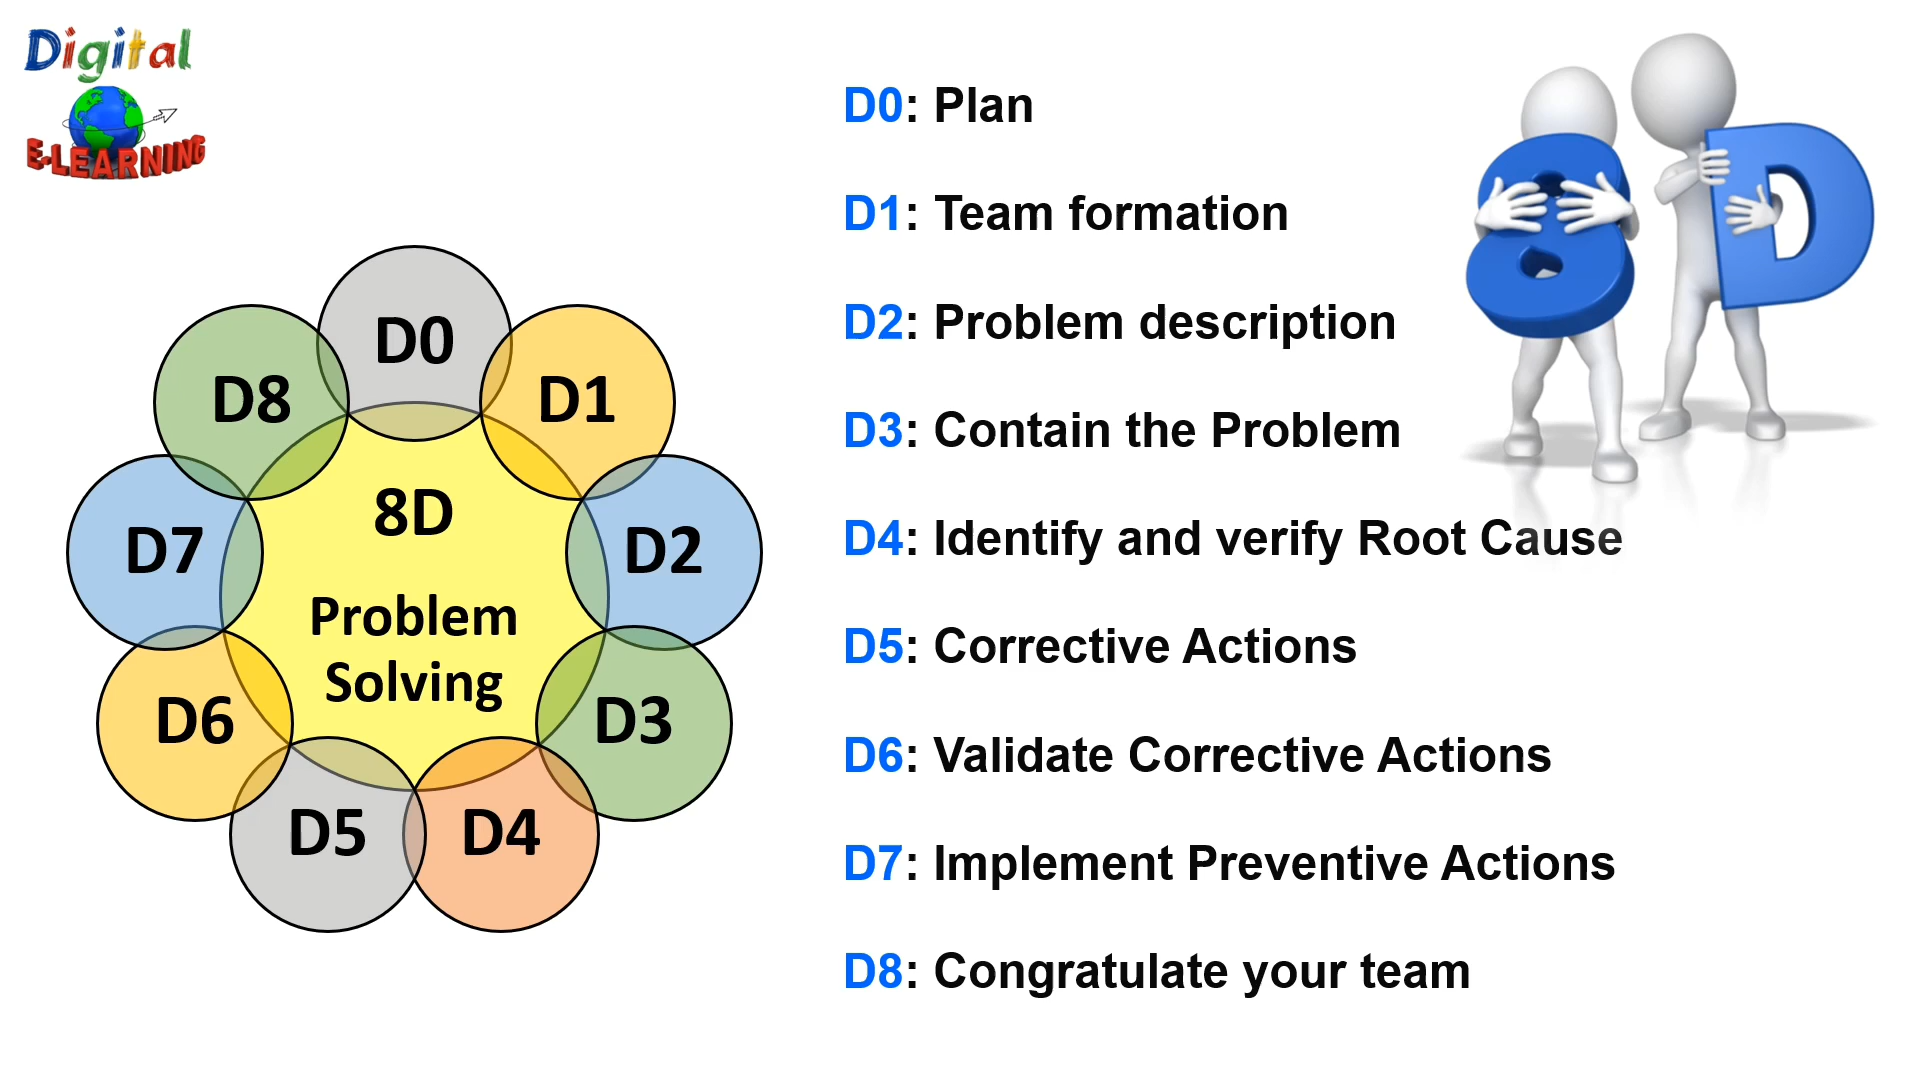 Digital
E-LEARNING
D0
D1
D2
D3
D4
D5
D6
D7
D8
8D
Problem
Solving
D0: Plan
D1: Team formation
D2: Problem description
D3: Contain the Problem
D4: Identify and verify Root Cause
D5: Corrective Actions
D6: Validate Corrective Actions
D7: Implement Preventive Actions
D8: Congratulate your team
8D